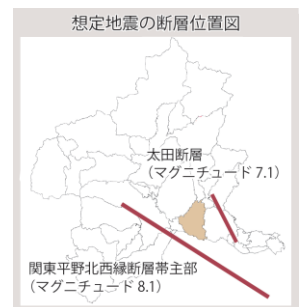 想定地震の断層位置図
太田断層
（マグニチュード 7.1）
関東平野北西縁断層帯主部
（マグニチュード 8.1）